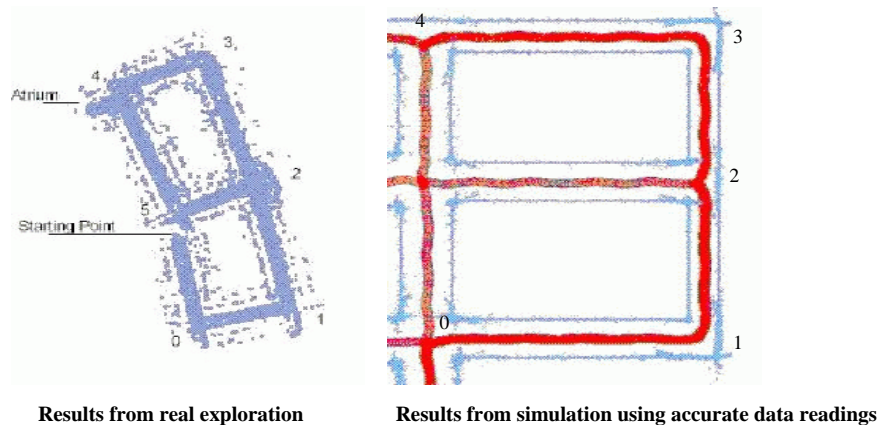 3
4
Atrium
2
5
Starting Point
0
1
4
3
2
0
1
Results from real exploration
Results from simulation using accurate data readings